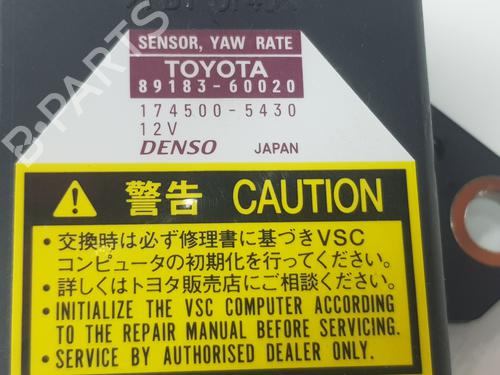 SENSOR, YAW RATE
TOYOTA
89183-60020
174500-5430
12V
DENSO JAPAN
警告 CAUTION
・交換時は必ず修理書に基づきVSC
コンピュータの初期化を行ってください。
・詳しくはトヨタ販売店にご相談ください。
・INITIALIZE THE VSC COMPUTER ACCORDING
TO THE REPAIR MANUAL BEFORE SERVICING.
・SERVICE BY AUTHORISED DEALER ONLY.
B-PARTS